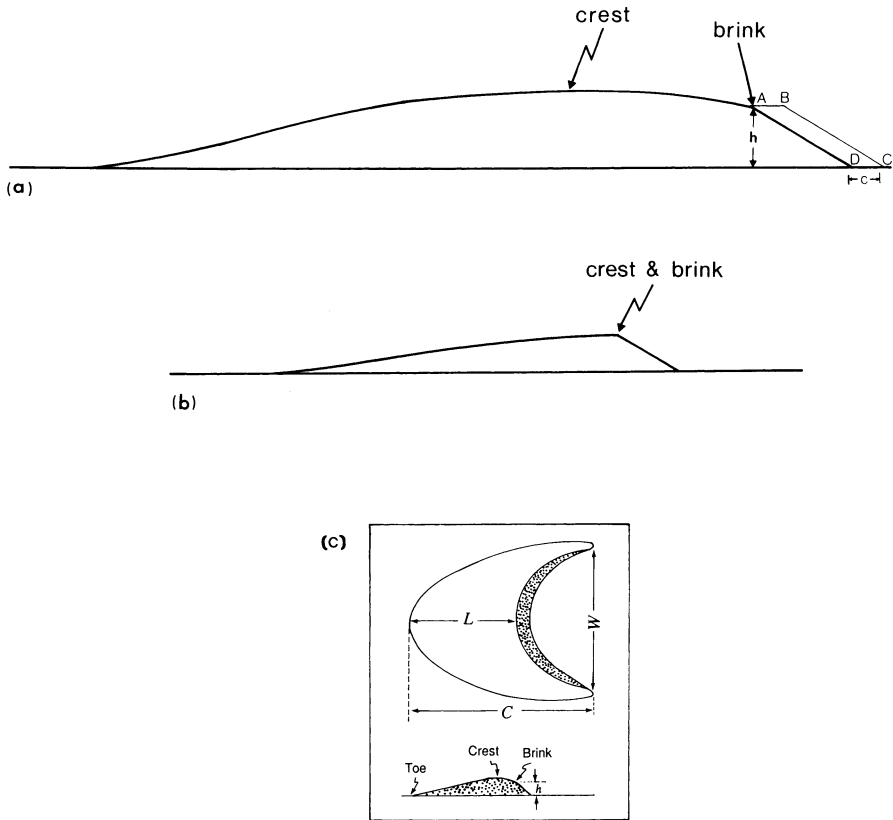 crest
brink
A B
h
D C
c
(a)
crest & brink
(b)
(c)
L
W
C
Crest Brink
Toe
h